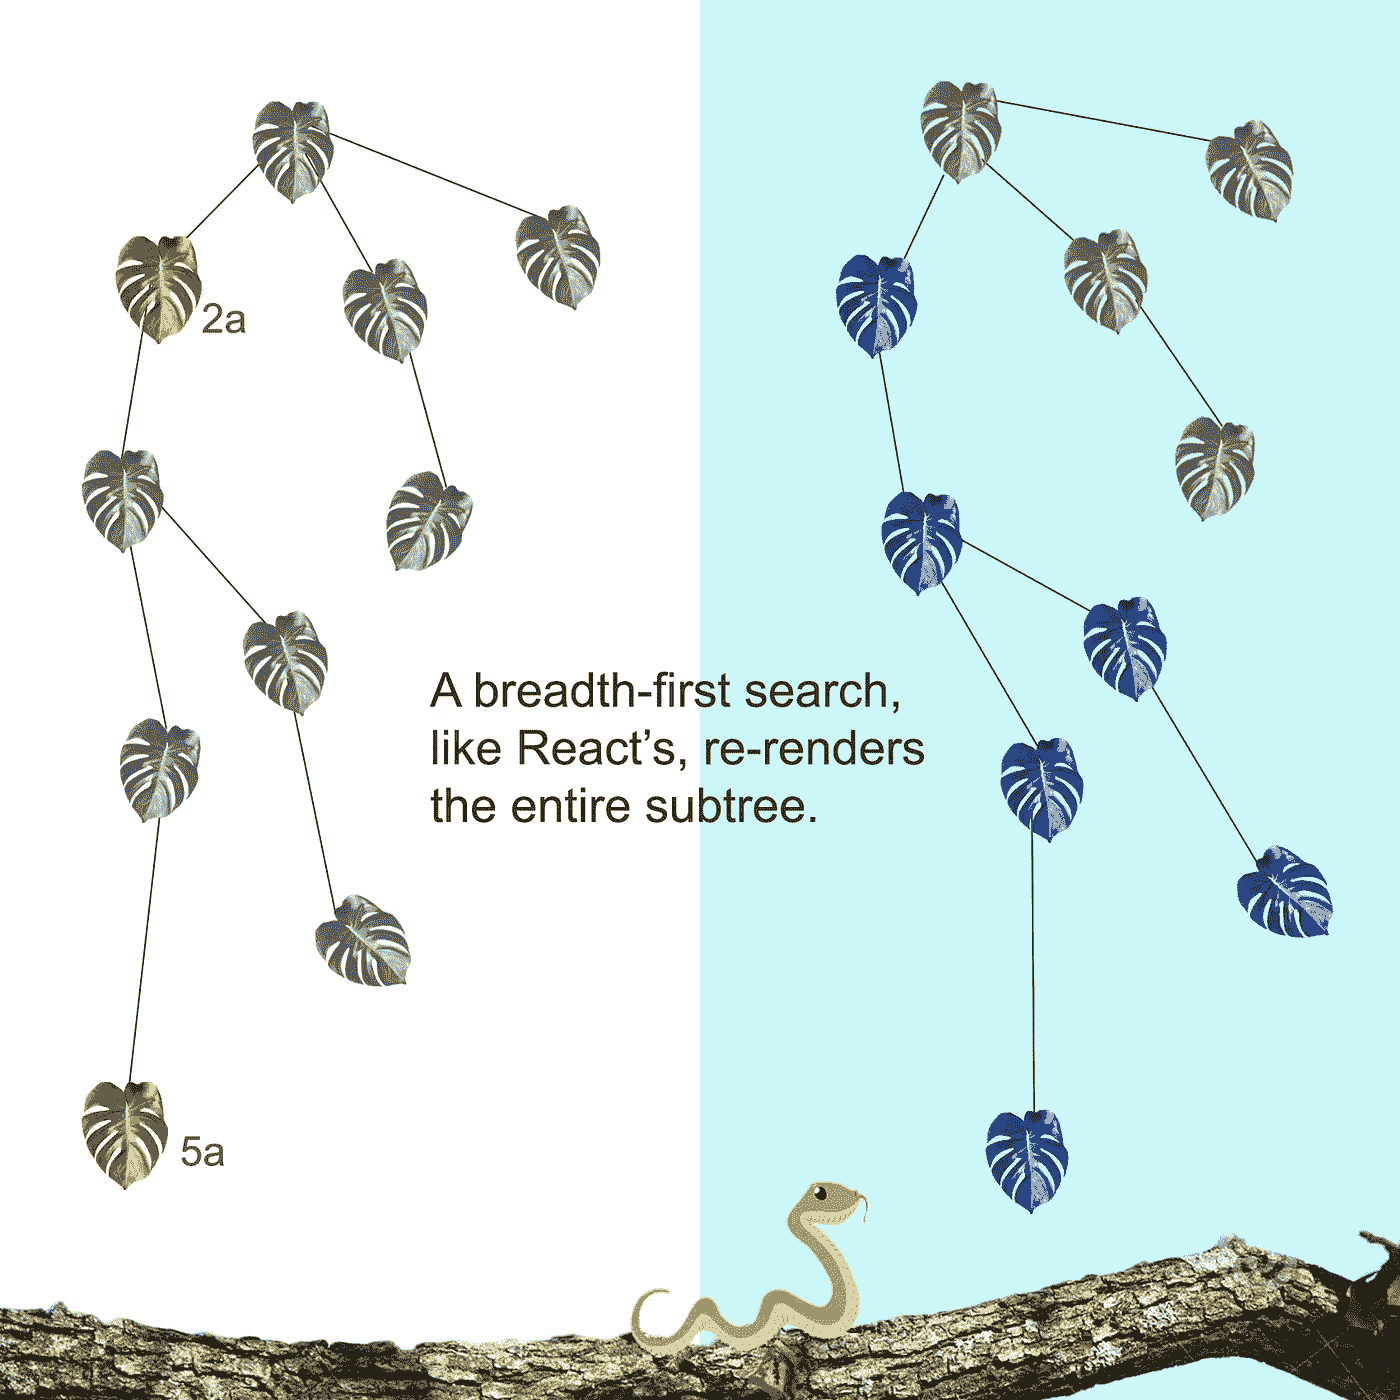 2a
A breadth-first search,
like React’s, re-renders
the entire subtree.
5a